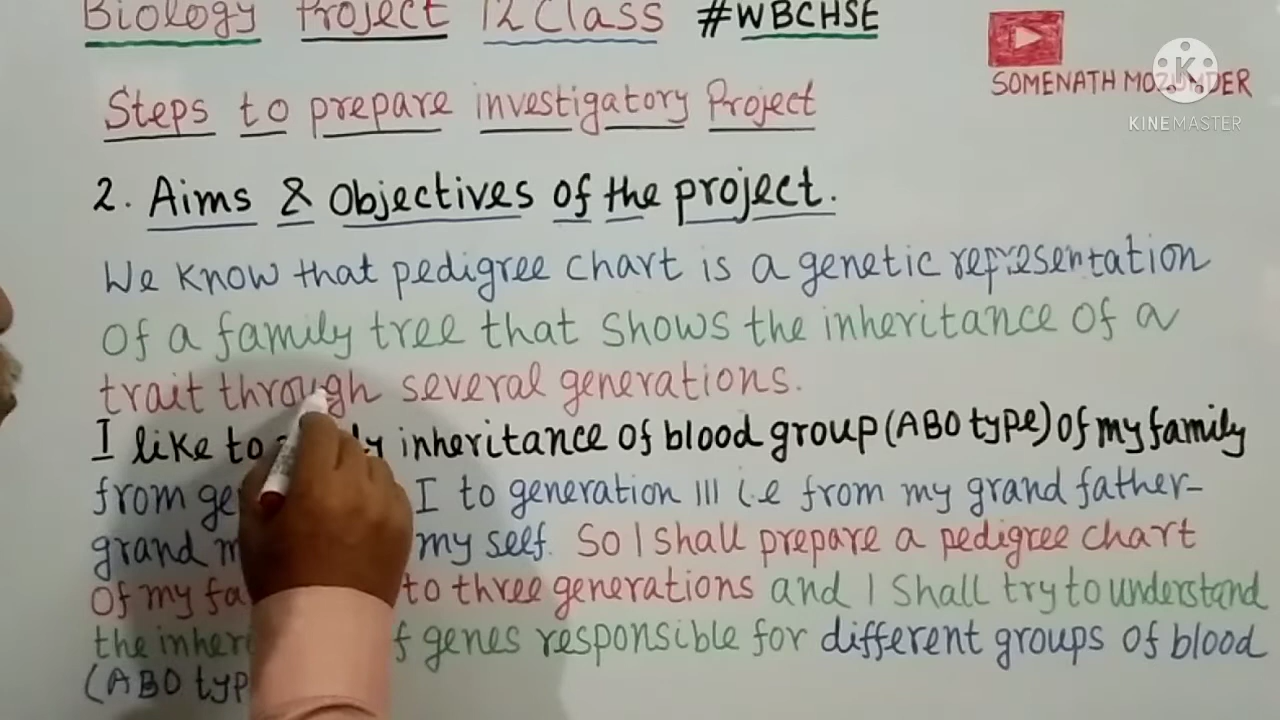 Biology Project 12 Class #WBCHSE
SOMENATH MOZUMDER
KINEMASTER
Steps to prepare investigatory Project
2. Aims & Objectives of the project.
We know that pedigree chart is a genetic representation
Of a family tree that shows the inheritance of a
trait through several generations.
I like to inheritance of blood group (ABO type) of my family
from I to generation III i.e from my grand father-
grand my self. So I shall prepare a pedigree chart
Of my to three generations and I shall try to understand
the genes responsible for different groups of blood
(ABO